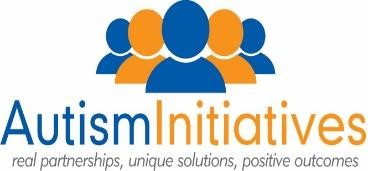 AutismInitiatives
real partnerships, unique solutions, positive outcomes